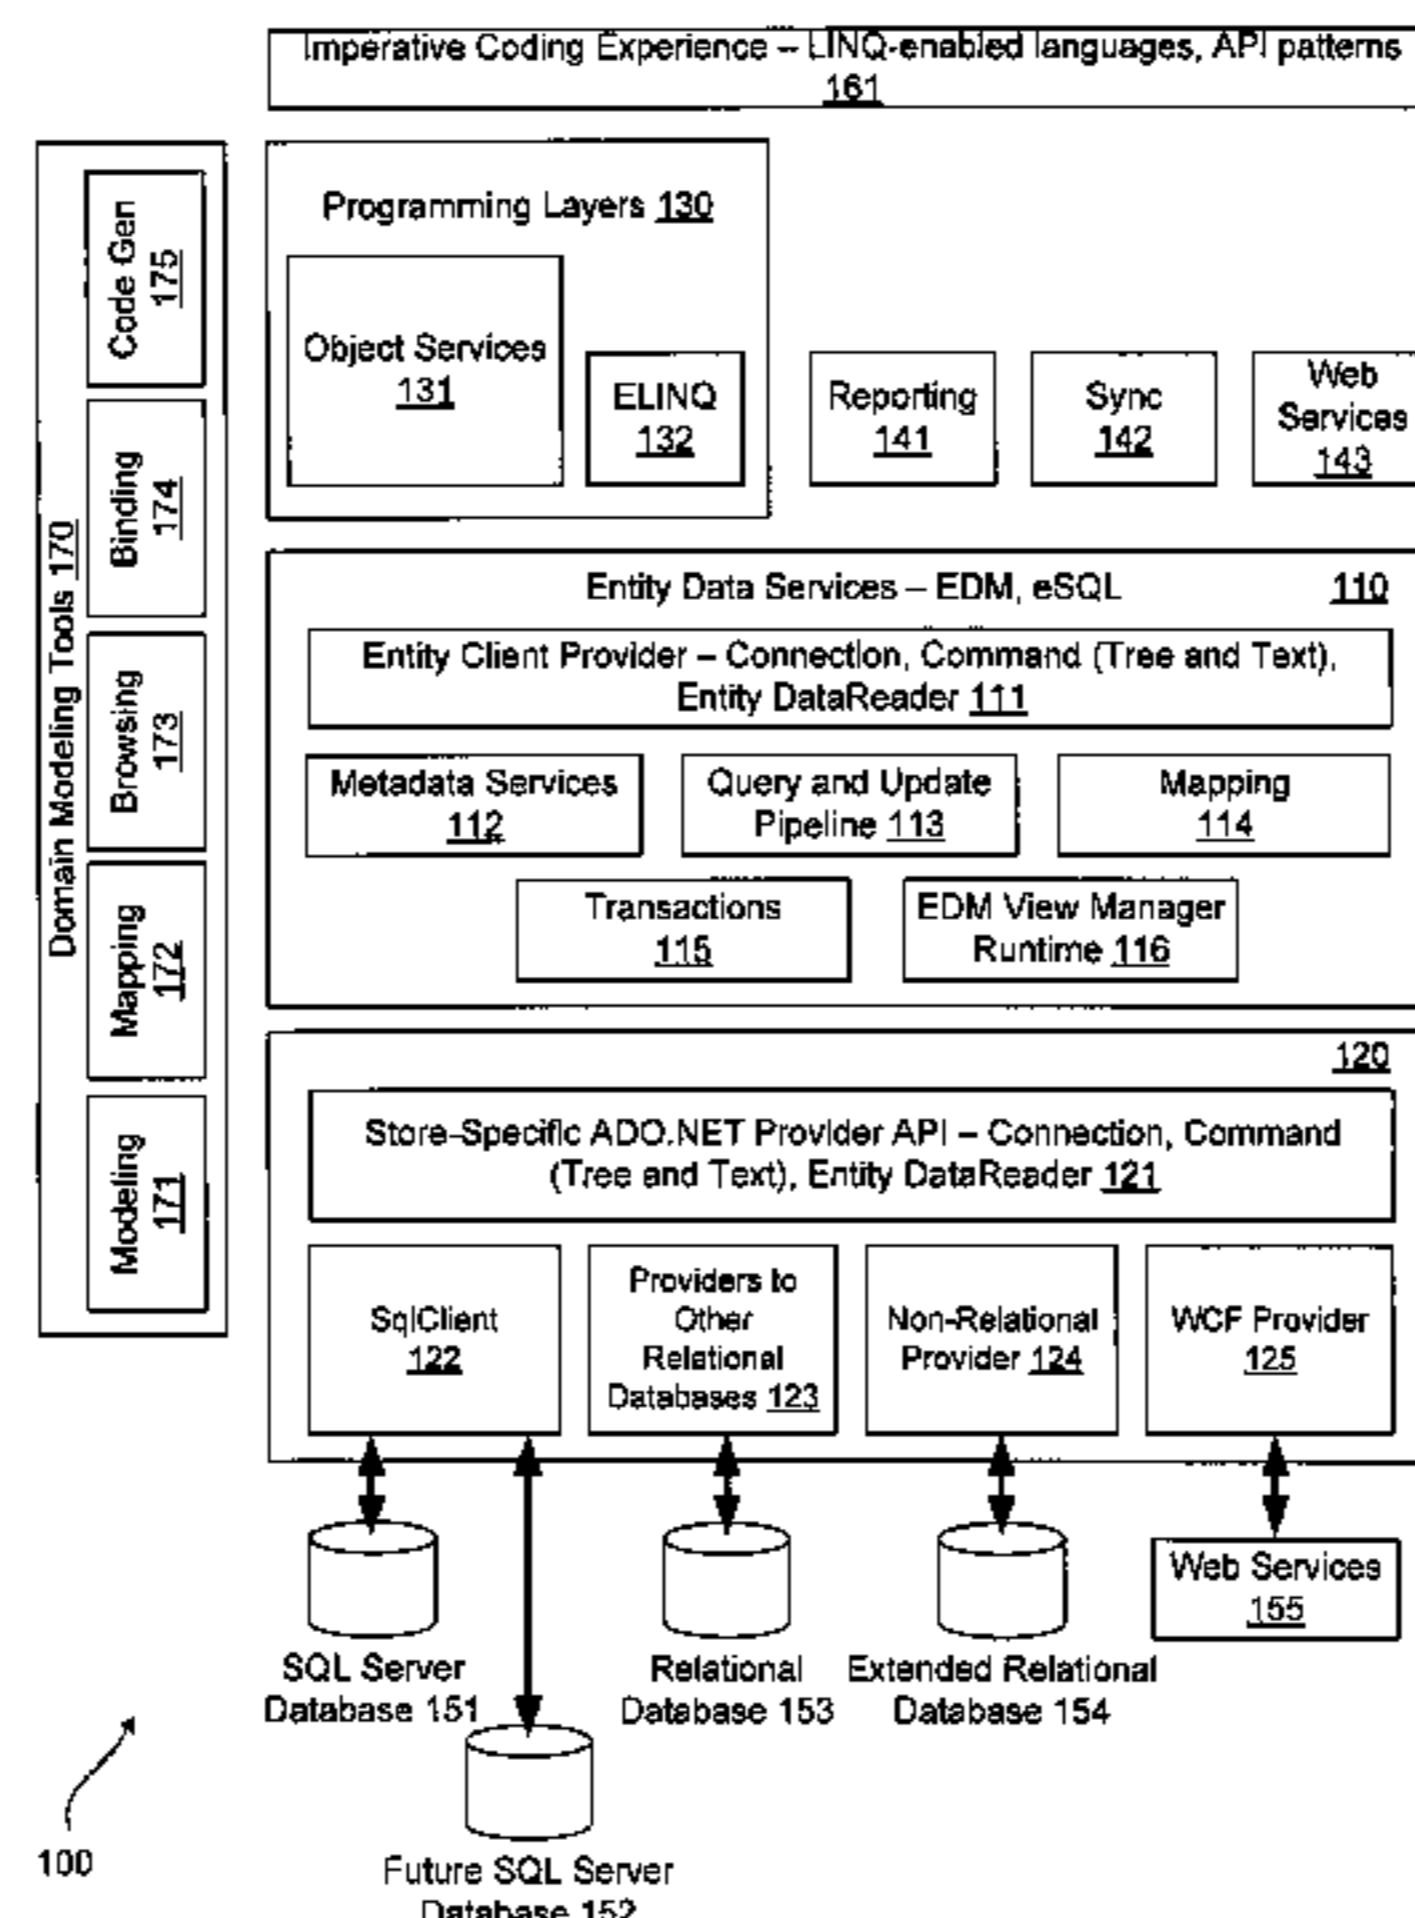 Imperative Coding Experience – LINQ-enabled languages, API patterns
161
Domain Modeling Tools 170
Code Gen
175
Binding
174
Browsing
173
Mapping
172
Modeling
171
Programming Layers 130
Object Services
131
ELINQ
132
Reporting
141
Sync
142
Web
Services
143
Entity Data Services – EDM, eSQL
110
Entity Client Provider – Connection, Command (Tree and Text),
Entity DataReader 111
Metadata Services
112
Query and Update
Pipeline 113
Mapping
114
Transactions
115
EDM View Manager
Runtime 116
120
Store-Specific ADO.NET Provider API – Connection, Command
(Tree and Text), Entity DataReader 121
SqlClient
122
Providers to
Other
Relational
Databases 123
Non-Relational
Provider 124
WCF Provider
125
SQL Server
Database 151
Relational
Database 153
Extended Relational
Database 154
Web Services
155
Future SQL Server
Database 152
100